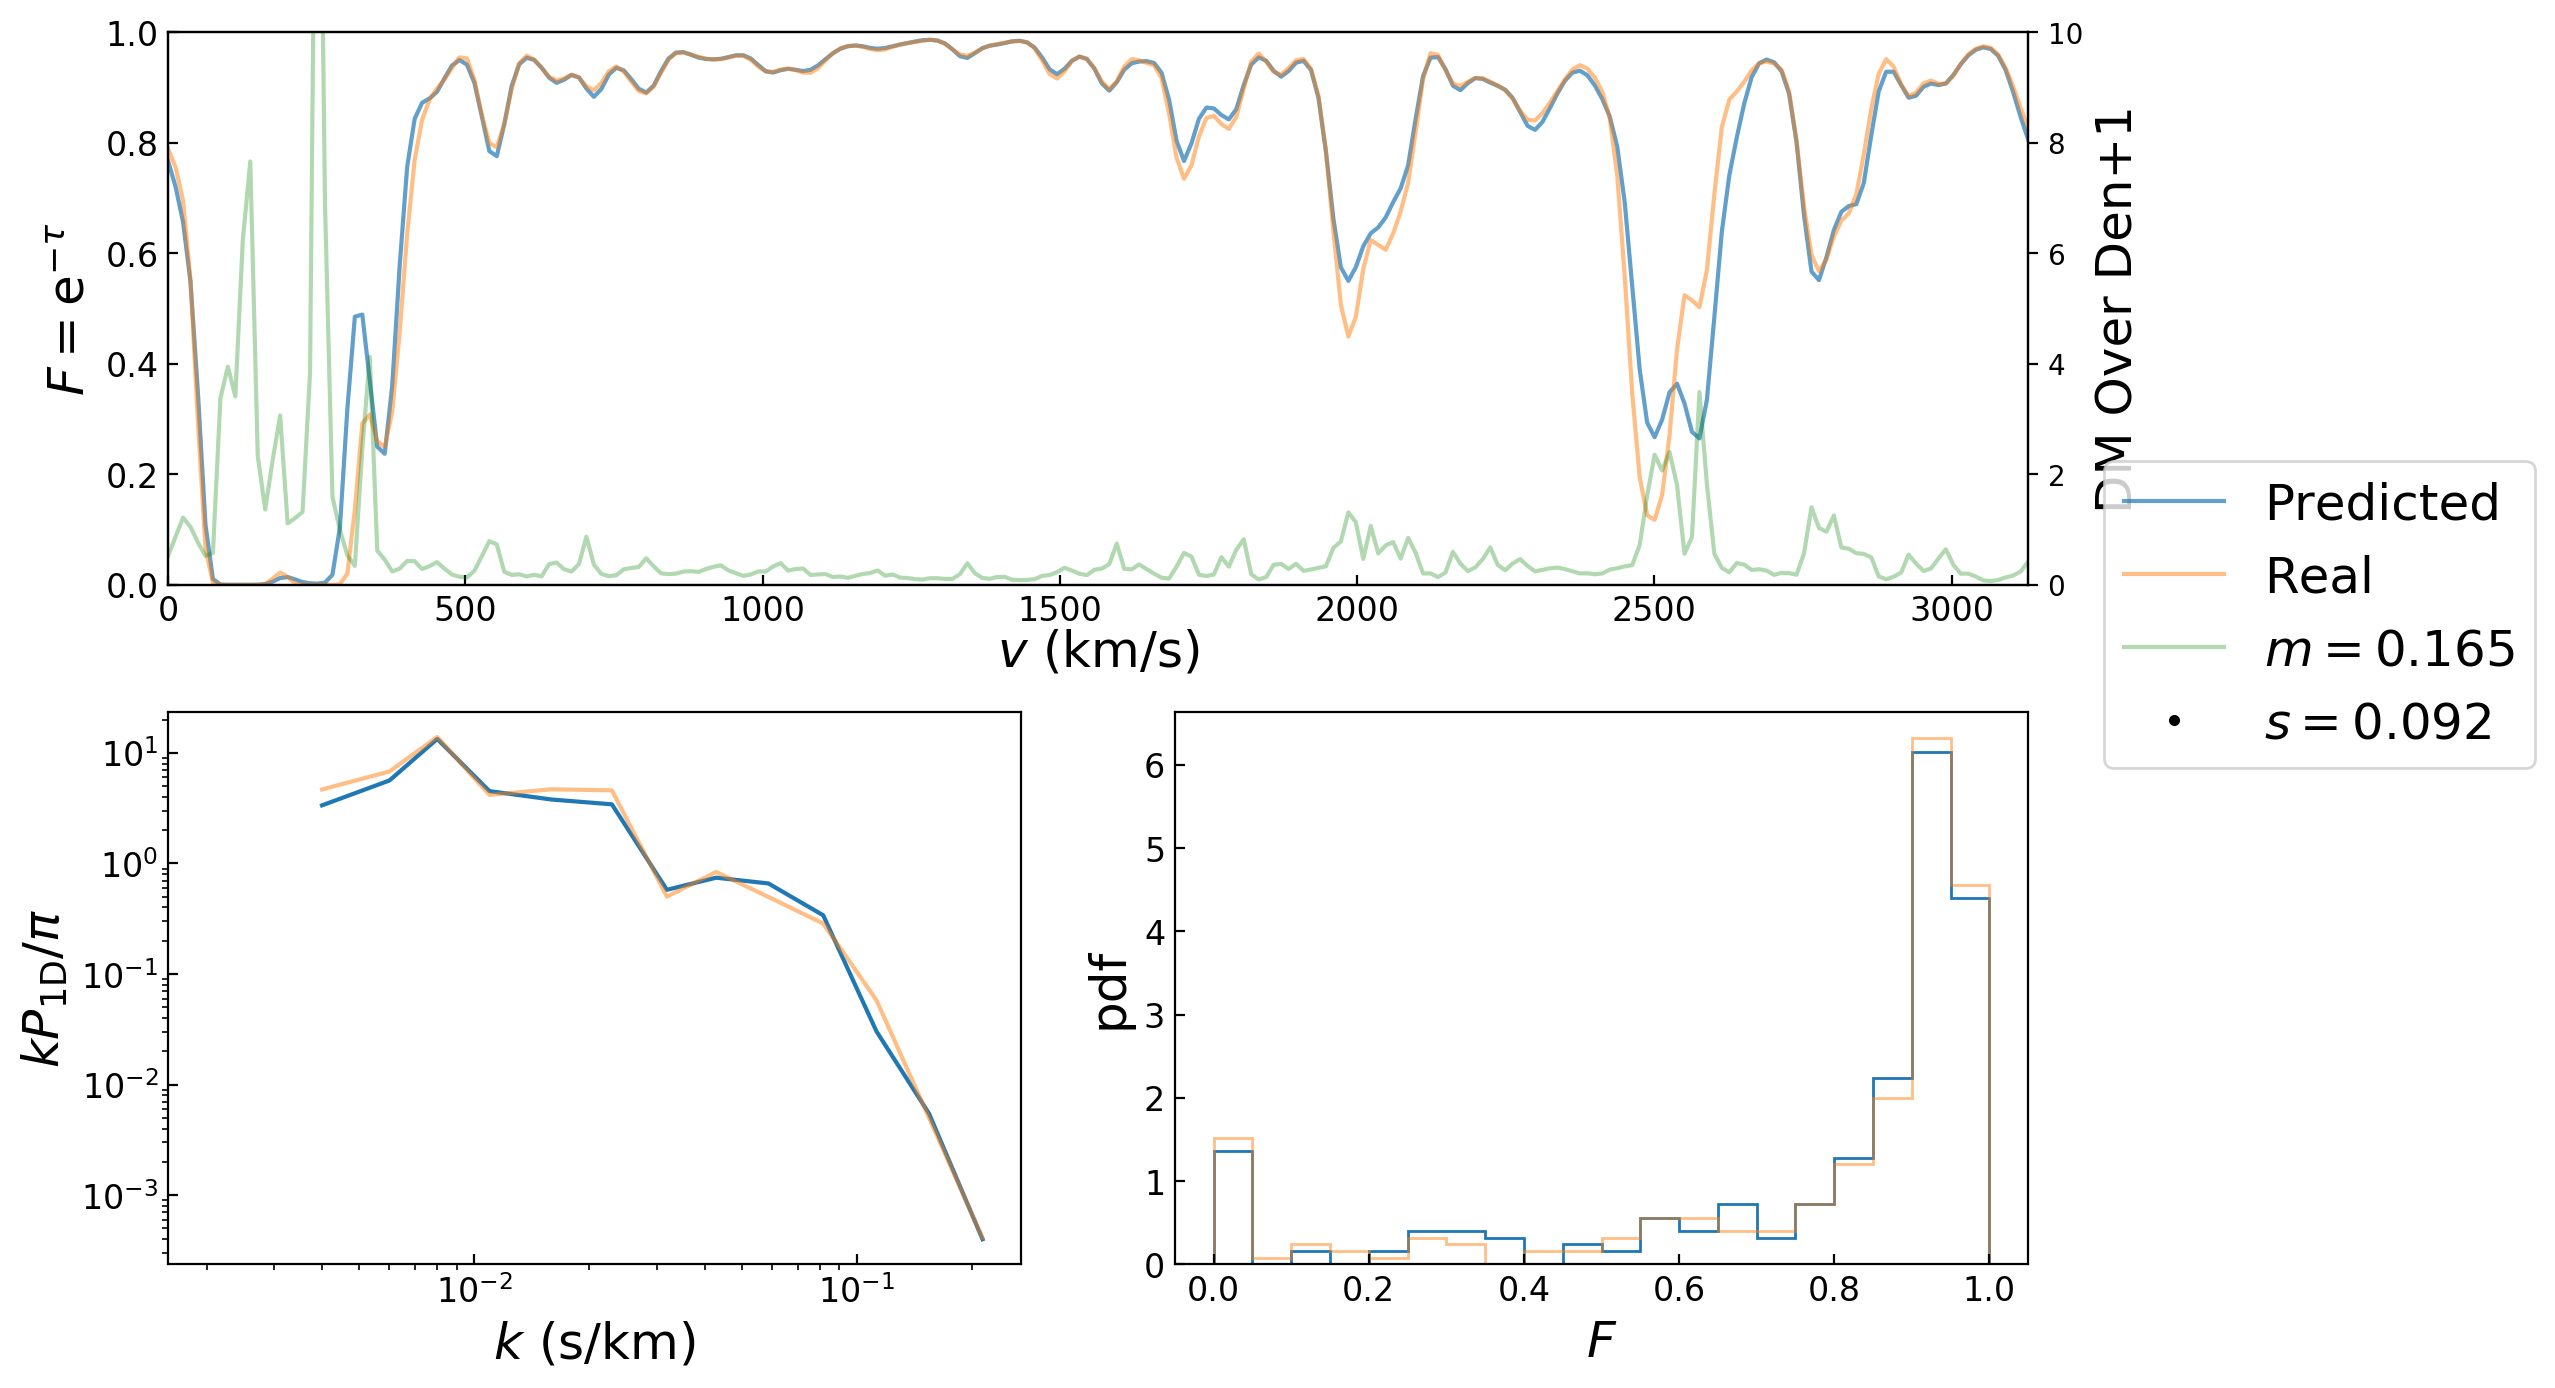 1.0
0.8
0.6
0.4
0.2
0.0
F = e^{−τ}
10
8
6
4
2
0
DM Over Den+1
0 500 1000 1500 2000 2500 3000
v (km/s)
Predicted
Real
m = 0.165
s = 0.092
10^1
10^0
10^{−1}
10^{−2}
10^{−3}
kP_{1D}/π
10^{−2} 10^{−1}
k (s/km)
6
5
4
3
2
1
0
pdf
0.0 0.2 0.4 0.6 0.8 1.0
F